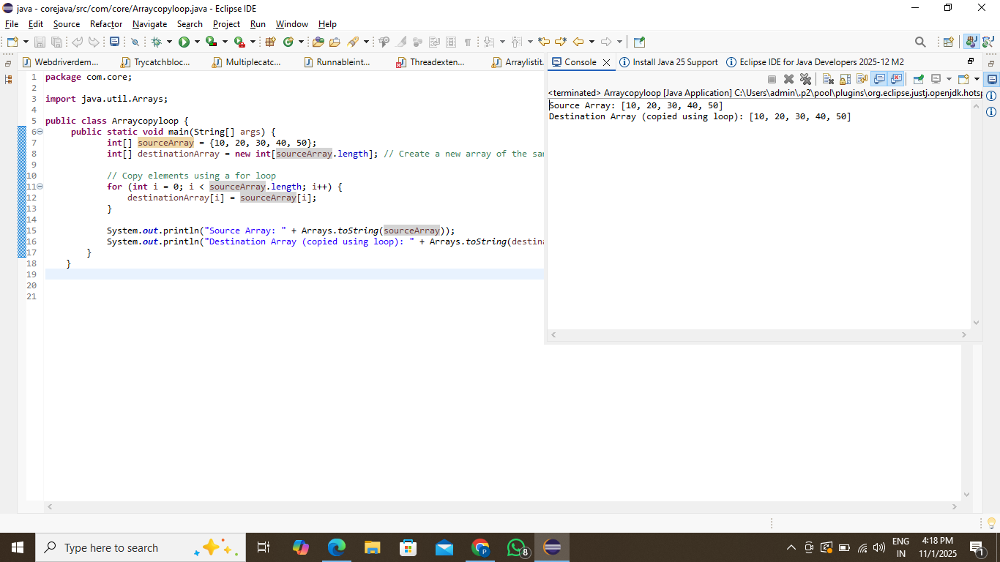 java - corejava/src/com/core/Arraycopyloop.java - Eclipse IDE
File Edit Source Refactor Navigate Search Project Run Window Help
Webdriverdem... Trycatchbloc... Multiplecatc... Runnableint... Threadexten... Arraylistit.
Console Install Java 25 Support Eclipse IDE for Java Developers 2025-12 M2
<terminated> Arraycopyloop [Java Application] C:\Users\admin\.p2\pool\plugins\org.eclipse.justj.openjdk.hotsp
Source Array: [10, 20, 30, 40, 50]
Destination Array (copied using loop): [10, 20, 30, 40, 50]
1 package com.core;
2
3 import java.util.Arrays;
4
5 public class Arraycopyloop {
6 public static void main(String[] args) {
7 int[] sourceArray = {10, 20, 30, 40, 50};
8 int[] destinationArray = new int[sourceArray.length]; // Create a new array of the sam
9
10 // Copy elements using a for loop
11 for (int i = 0; i < sourceArray.length; i++) {
12 destinationArray[i] = sourceArray[i];
13 }
14
15 System.out.println("Source Array: " + Arrays.toString(sourceArray));
16 System.out.println("Destination Array (copied using loop): " + Arrays.toString(destina
17 }
18 }
19
20
21
Type here to search
8
ENG
IN
4:18 PM
11/1/2025
1